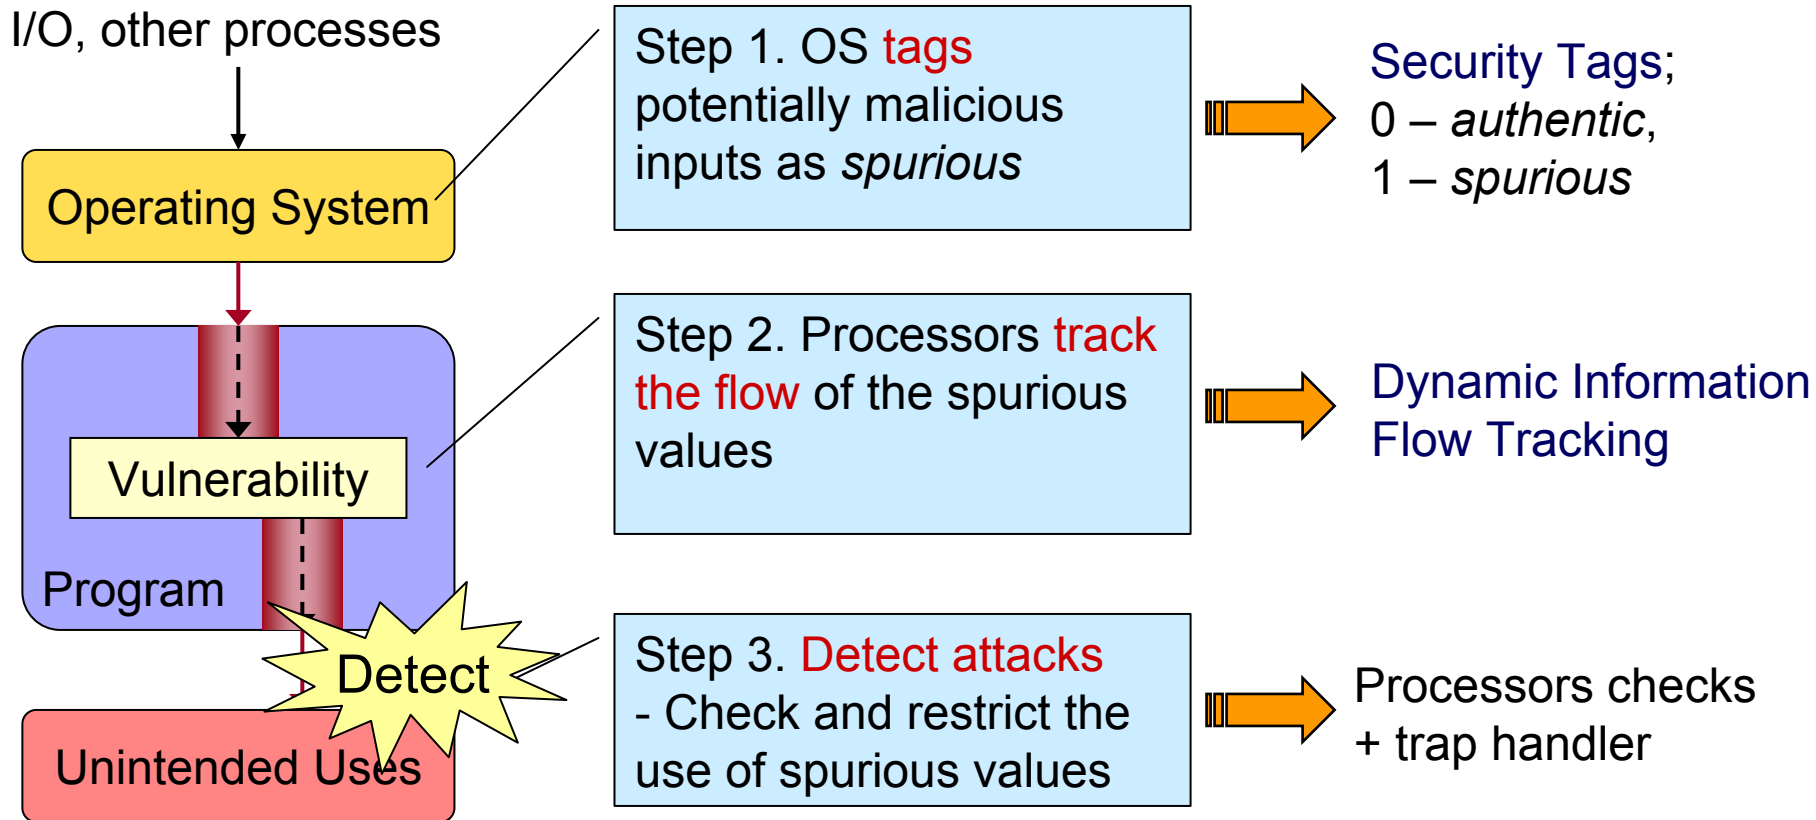 I/O, other processes
Operating System
Vulnerability
Program
Detect
Unintended Uses
Step 1. OS tags
potentially malicious
inputs as spurious
Security Tags;
0 – authentic,
1 – spurious
Step 2. Processors track
the flow of the spurious
values
Dynamic Information
Flow Tracking
Step 3. Detect attacks
- Check and restrict the
use of spurious values
Processors checks
+ trap handler